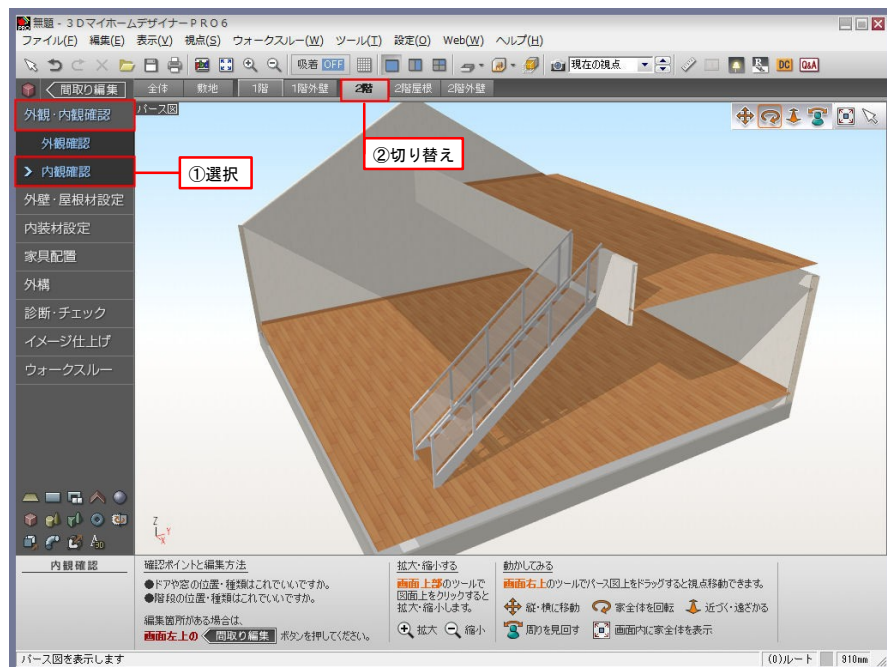 無題 - 3DマイホームデザイナーPRO6
ファイル(F) 編集(E) 表示(V) 視点(S) ウォークスルー(W) ツール(T) 設定(O) Web(W) ヘルプ(H)
吸着 OFF 現在の視点 DC Q&A
間取り編集 全体 敷地 1階 1階外壁 2階 2階屋根 2階外壁
外観・内観確認
外観確認
内観確認
外壁・屋根材設定
内装材設定
家具配置
外構
診断・チェック
イメージ仕上げ
ウォークスルー
パース図
①選択
②切り替え
Z
Y
X
内観確認
確認ポイントと編集方法
●ドアや窓の位置・種類はこれでいいですか。
●階段の位置・種類はこれでいいですか。
編集箇所がある場合は、
画面左上の 間取り編集 ボタンを押してください。
拡大・縮小する
画面上部のツールで
図面上をクリックすると
拡大・縮小します。
拡大 縮小
動かしてみる
画面右上のツールでパース図上をドラッグすると視点移動できます。
縦・横に移動 家全体を回転 近づく・遠ざかる
周りを見回す 画面内に家全体を表示
パース図を表示します (0)ルート 910mm